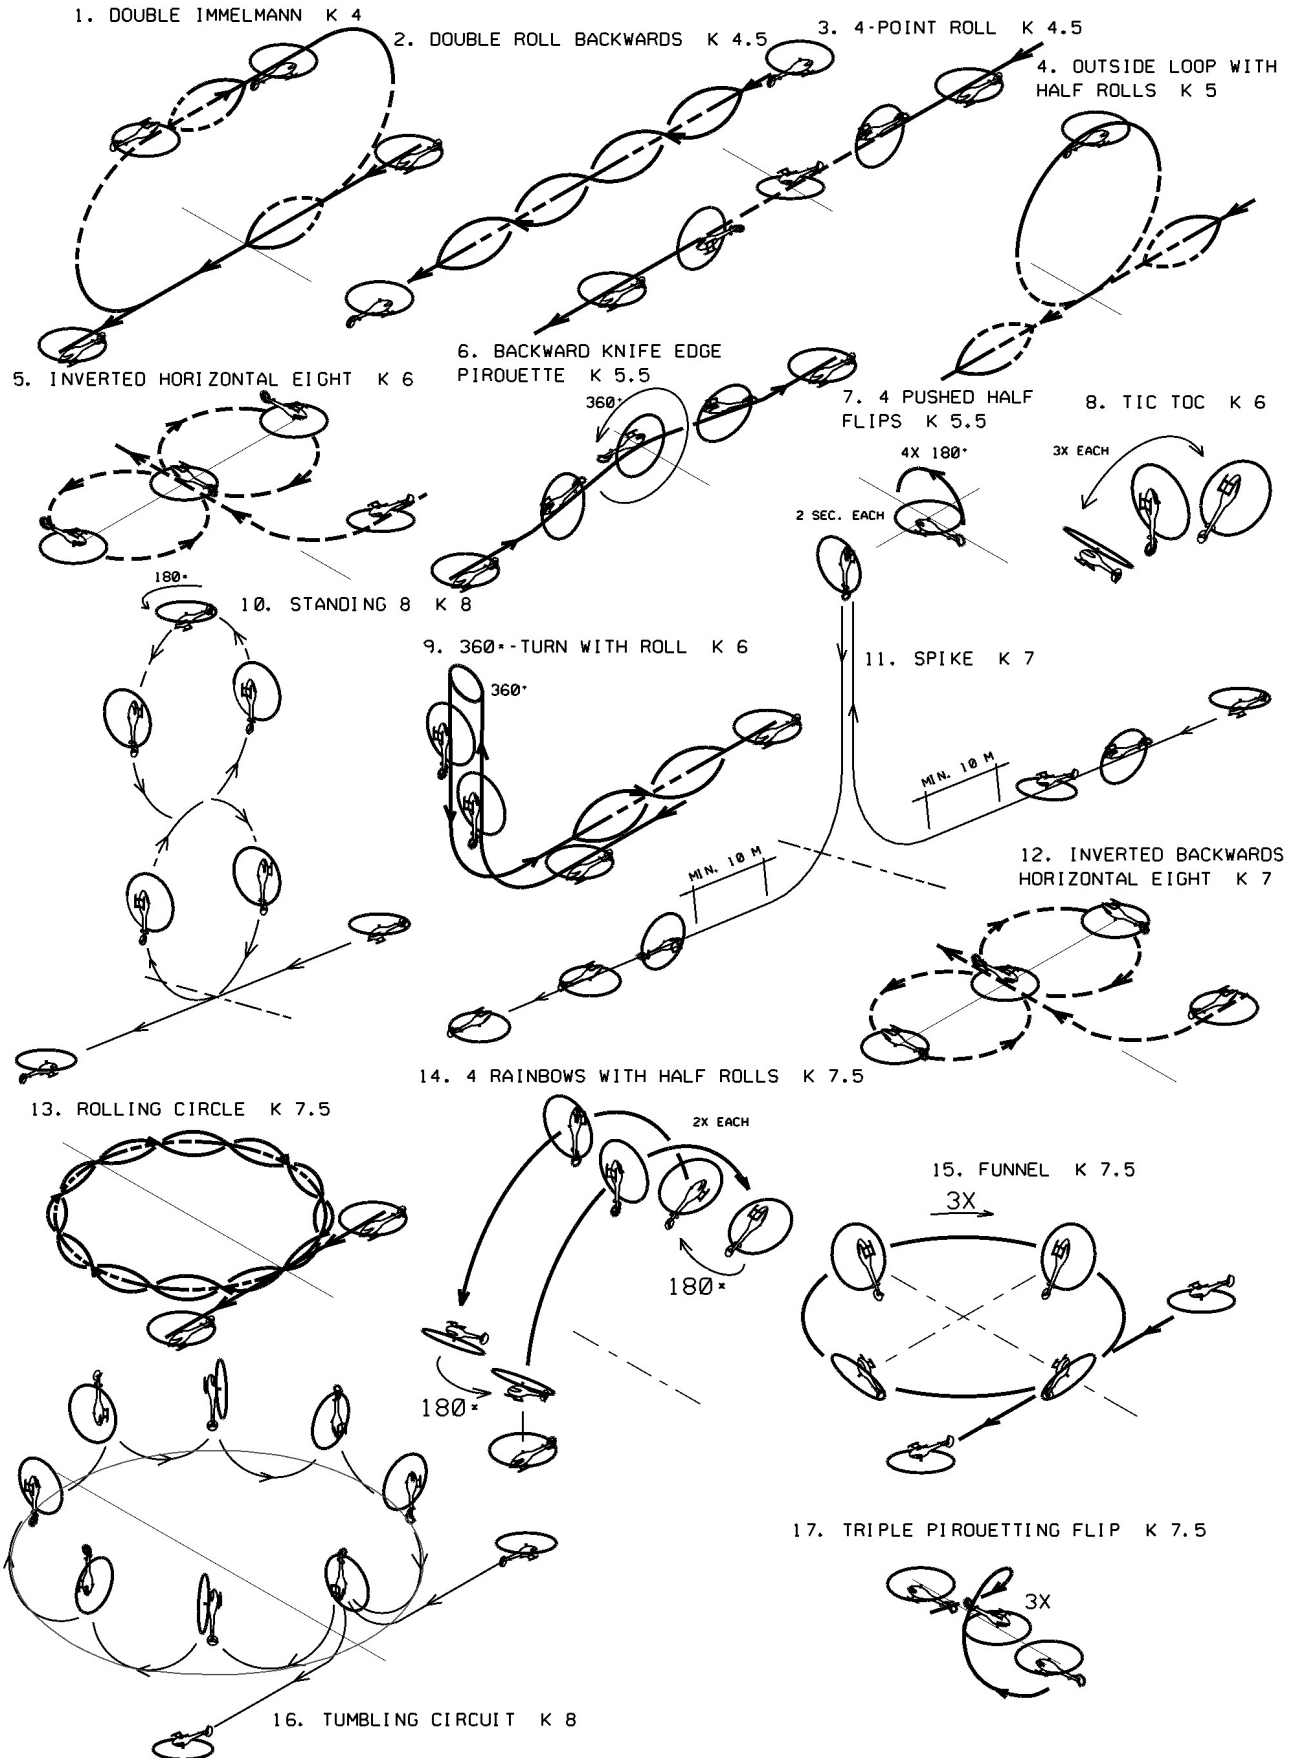 1. DOUBLE IMMELMANN K 4
2. DOUBLE ROLL BACKWARDS K 4.5
3. 4-POINT ROLL K 4.5
4. OUTSIDE LOOP WITH
HALF ROLLS K 5
5. INVERTED HORIZONTAL EIGHT K 6
6. BACKWARD KNIFE EDGE
PIROUETTE K 5.5
360°
7. 4 PUSHED HALF
FLIPS K 5.5
4X 180°
2 SEC. EACH
8. TIC TOC K 6
3X EACH
180°
10. STANDING 8 K 8
9. 360°-TURN WITH ROLL K 6
360°
11. SPIKE K 7
MIN. 10 M
MIN. 10 M
12. INVERTED BACKWARDS
HORIZONTAL EIGHT K 7
13. ROLLING CIRCLE K 7.5
14. 4 RAINBOWS WITH HALF ROLLS K 7.5
2X EACH
180°
180°
15. FUNNEL K 7.5
3X
16. TUMBLING CIRCUIT K 8
17. TRIPLE PIROUETTING FLIP K 7.5
3X